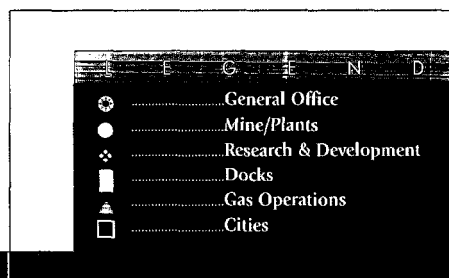 L E G E N D
........................General Office
........................Mine/Plants
........................Research & Development
........................Docks
........................Gas Operations
........................Cities